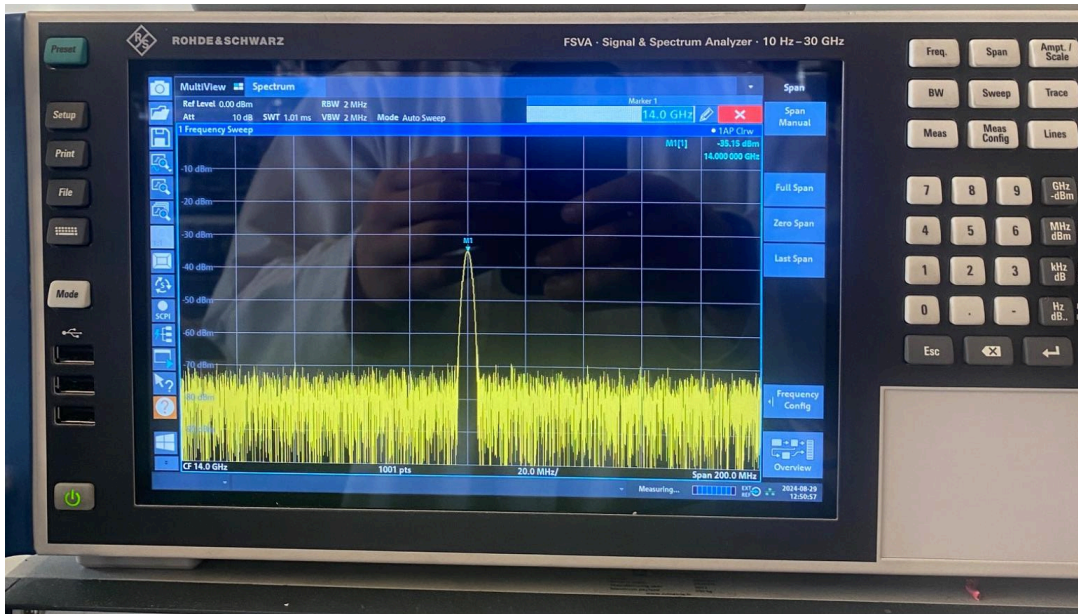 ROHDE&SCHWARZ
FSVA · Signal & Spectrum Analyzer · 10 Hz – 30 GHz
Preset
Setup
Print
File
Mode
MultiView Spectrum
Ref Level 0.00 dBm RBW 2 MHz
Att 10 dB SWT 1.01 ms VBW 2 MHz Mode Auto Sweep
Marker 1
14.0 GHz
1 Frequency Sweep
1AP Clrw
M1[1] -35.15 dBm
14.000 000 GHz
M1
-10 dBm
-20 dBm
-30 dBm
-40 dBm
-50 dBm
-60 dBm
-70 dBm
-80 dBm
CF 14.0 GHz 1001 pts 20.0 MHz/ Span 200.0 MHz
Measuring... EXT REF 2024-08-29
12:50:57
SCPI
Span
Span Manual
Full Span
Zero Span
Last Span
Frequency Config
Overview
Freq. Span Ampt. / Scale
BW Sweep Trace
Meas Meas Config Lines
7 8 9 GHz -dBm
4 5 6 MHz dBm
1 2 3 kHz dB
0 . - Hz dB..
Esc